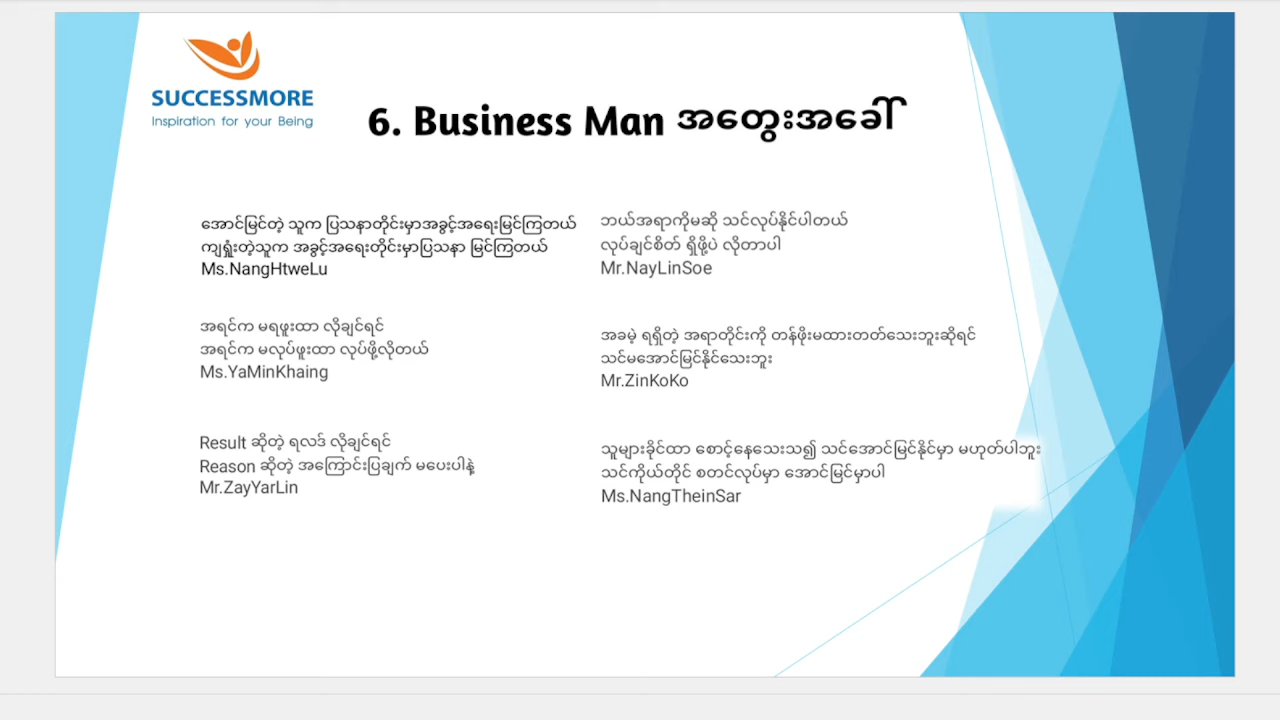 SUCCESSMORE
Inspiration for your Being
6. Business Man အတွေးအခေါ်
အောင်မြင်တဲ့ သူက ပြသနာတိုင်းမှာအခွင့်အရေးမြင်ကြတယ်
ကျရှုံးတဲ့သူက အခွင့်အရေးတိုင်းမှာပြသနာ မြင်ကြတယ်
Ms.NangHtweLu
အရင်က မရဖူးထာ လိုချင်ရင်
အရင်က မလုပ်ဖူးထာ လုပ်ဖို့လိုတယ်
Ms.YaMinKhaing
Result ဆိုတဲ့ ရလဒ် လိုချင်ရင်
Reason ဆိုတဲ့ အကြောင်းပြချက် မပေးပါနဲ့
Mr.ZayYarLin
ဘယ်အရာကိုမဆို သင်လုပ်နိုင်ပါတယ်
လုပ်ချင်စိတ် ရှိဖို့ပဲ လိုတာပါ
Mr.NayLinSoe
အခမဲ့ ရရှိတဲ့ အရာတိုင်းကို တန်ဖိုးမထားတတ်သေးဘူးဆိုရင်
သင်မအောင်မြင်နိုင်သေးဘူး
Mr.ZinKoKo
သူများခိုင်ထာ စောင့်နေသေးသ၍ သင်အောင်မြင်နိုင်မှာ မဟုတ်ပါဘူး
သင်ကိုယ်တိုင် စတင်လုပ်မှာ အောင်မြင်မှာပါ
Ms.NangTheinSar